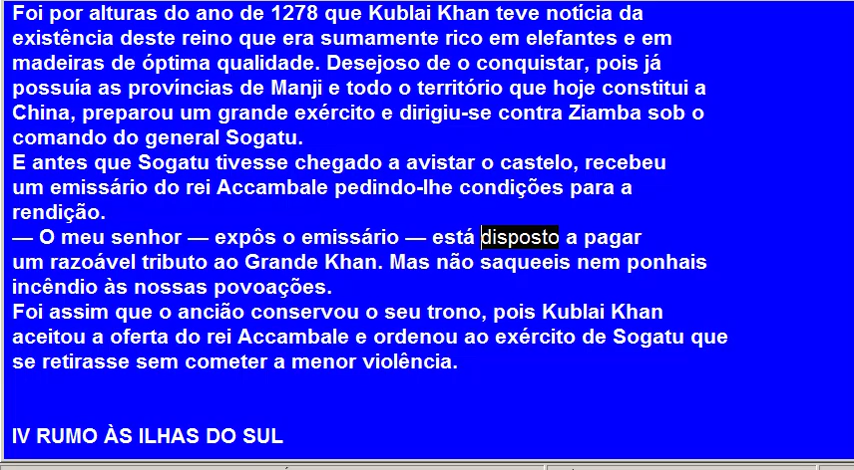 Foi por alturas do ano de 1278 que Kublai Khan teve notícia da
existência deste reino que era sumamente rico em elefantes e em
madeiras de óptima qualidade. Desejoso de o conquistar, pois já
possuía as províncias de Manji e todo o território que hoje constitui a
China, preparou um grande exército e dirigiu-se contra Ziamba sob o
comando do general Sogatu.
E antes que Sogatu tivesse chegado a avistar o castelo, recebeu
um emissário do rei Accambale pedindo-lhe condições para a
rendição.
— O meu senhor — expôs o emissário — está disposto a pagar
um razoável tributo ao Grande Khan. Mas não saqueeis nem ponhais
incêndio às nossas povoações.
Foi assim que o ancião conservou o seu trono, pois Kublai Khan
aceitou a oferta do rei Accambale e ordenou ao exército de Sogatu que
se retirasse sem cometer a menor violência.
IV RUMO ÀS ILHAS DO SUL